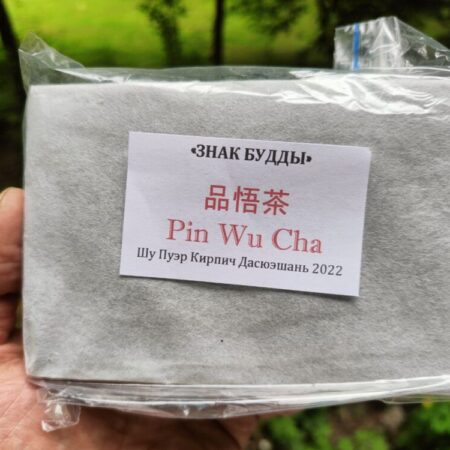 «ЗНАК БУДДЫ»
品悟茶
Pin Wu Cha
Шу Пуэр Кирпич Дасюэшань 2022